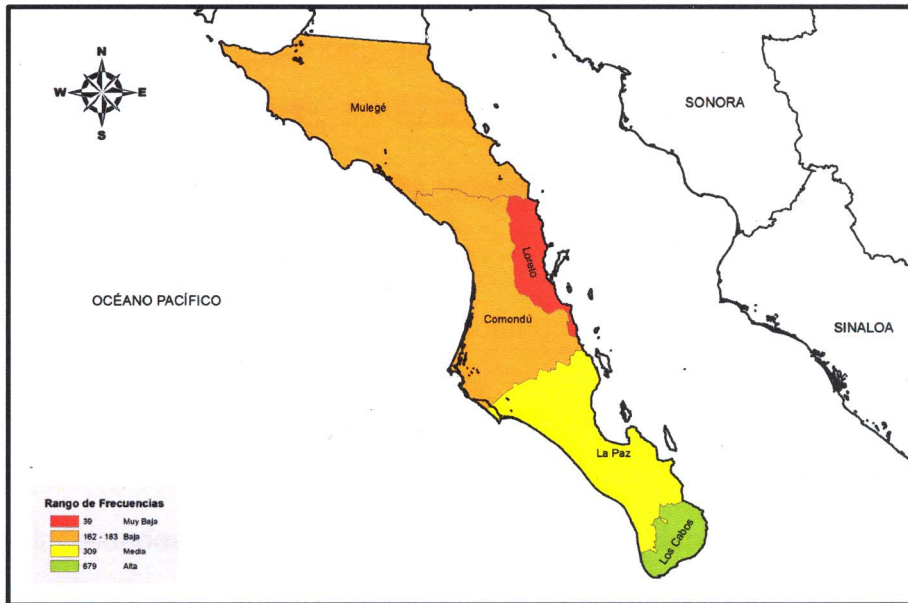 N
W E
S
Mulegé
SONORA
Loreto
OCÉANO PACÍFICO
Comondú
SINALOA
La Paz
Los Cabos
Rango de Frecuencias
39 Muy Baja
162 - 183 Baja
309 Media
679 Alta